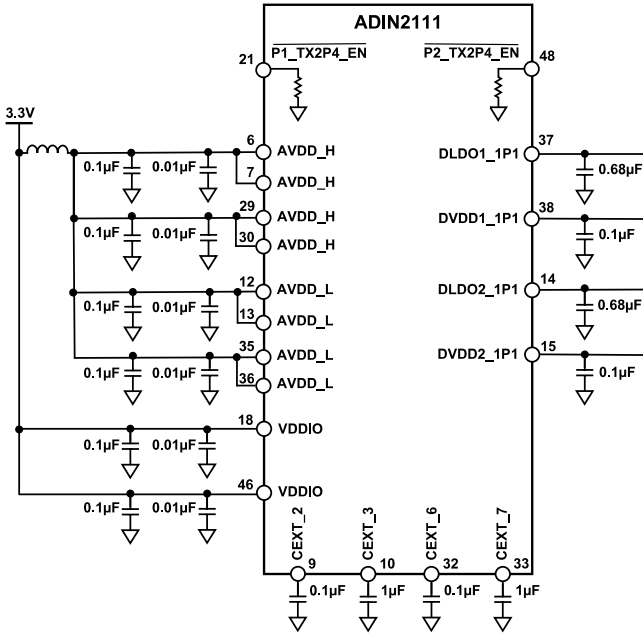 ADIN2111
21
P1_TX2P4_EN
P2_TX2P4_EN
48
3.3V
6
AVDD_H
0.1µF
0.01µF
7
AVDD_H
DLDO1_1P1
37
0.68µF
29
AVDD_H
0.1µF
0.01µF
30
AVDD_H
DVDD1_1P1
38
0.1µF
12
AVDD_L
0.1µF
0.01µF
13
AVDD_L
DLDO2_1P1
14
0.68µF
35
AVDD_L
0.1µF
0.01µF
36
AVDD_L
DVDD2_1P1
15
0.1µF
18
VDDIO
0.1µF
0.01µF
46
VDDIO
0.1µF
0.01µF
CEXT_2
CEXT_3
CEXT_6
CEXT_7
9
10
32
33
0.1µF
1µF
0.1µF
1µF